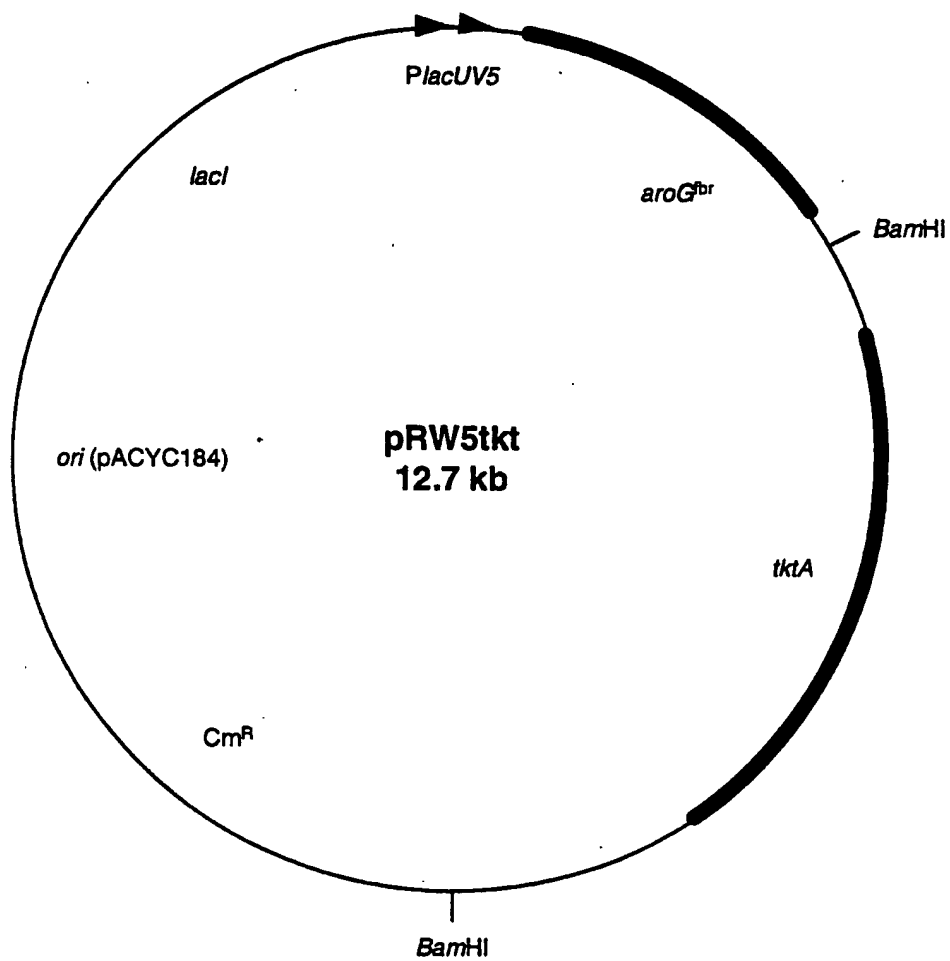 PlacUV5
lacI
aroGfbr
BamHI
ori (pACYC184)
pRW5tkt
12.7 kb
tktA
CmR
BamHI